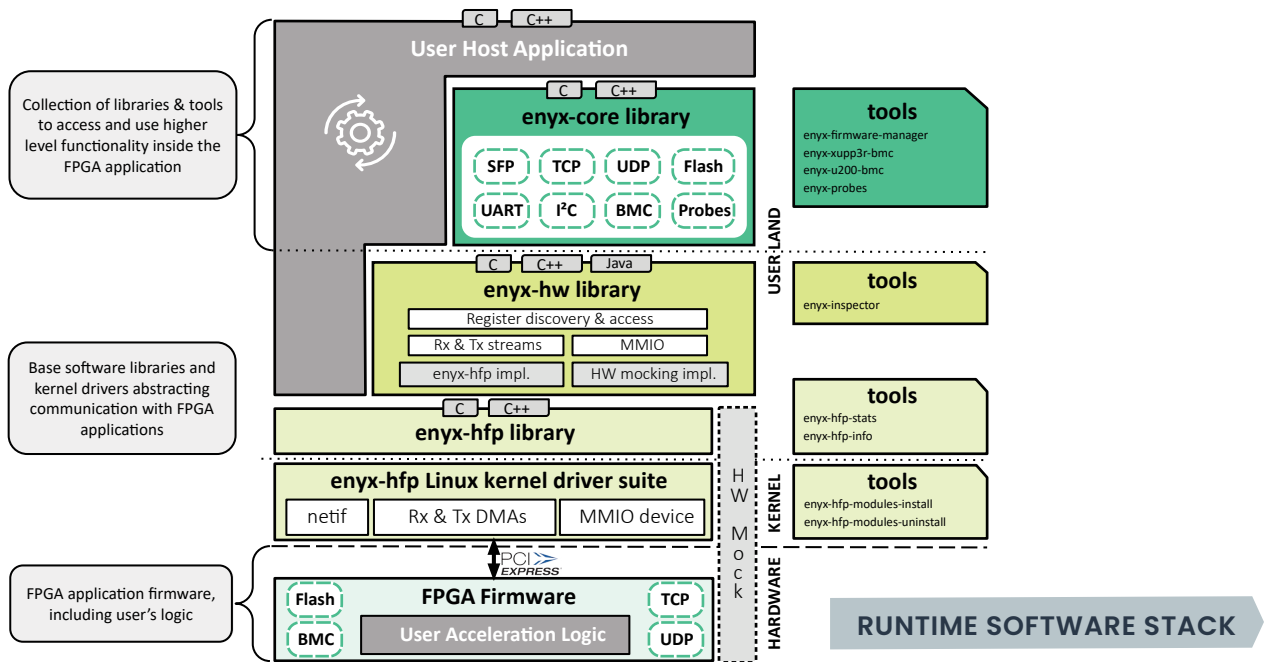 C
C++
User Host Application
Collection of libraries & tools
to access and use higher
level functionality inside the
FPGA application
C
C++
enyx-core library
SFP
TCP
UDP
Flash
UART
I²C
BMC
Probes
tools
enyx-firmware-manager
enyx-xupp3r-bmc
enyx-u200-bmc
enyx-probes
USER LAND
C
C++
Java
enyx-hw library
Register discovery & access
Rx & Tx streams
MMIO
enyx-hfp impl.
HW mocking impl.
tools
enyx-inspector
Base software libraries and
kernel drivers abstracting
communication with FPGA
applications
C
C++
enyx-hfp library
tools
enyx-hfp-stats
enyx-hfp-info
HW Mock
enyx-hfp Linux kernel driver suite
netif
Rx & Tx DMAs
MMIO device
KERNEL
tools
enyx-hfp-modules-install
enyx-hfp-modules-uninstall
PCI
EXPRESS
HARDWARE
FPGA application firmware,
including user's logic
Flash
BMC
FPGA Firmware
User Acceleration Logic
TCP
UDP
RUNTIME SOFTWARE STACK